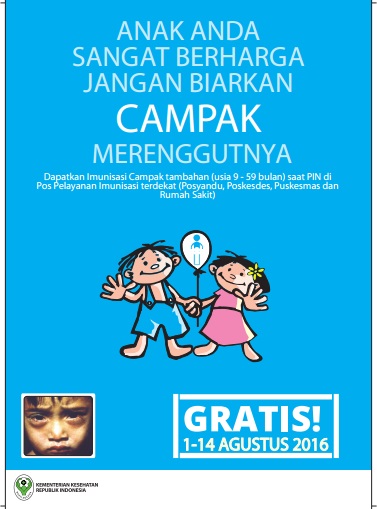 ANAK ANDA
SANGAT BERHARGA
JANGAN BIARKAN
CAMPAK
MERENGGUTNYA
Dapatkan Imunisasi Campak tambahan (usia 9 - 59 bulan) saat PIN di
Pos Pelayanan Imunisasi terdekat (Posyandu, Poskesdes, Puskesmas dan
Rumah Sakit)
GRATIS!
1-14 AGUSTUS 2016
KEMENTERIAN KESEHATAN
REPUBLIK INDONESIA